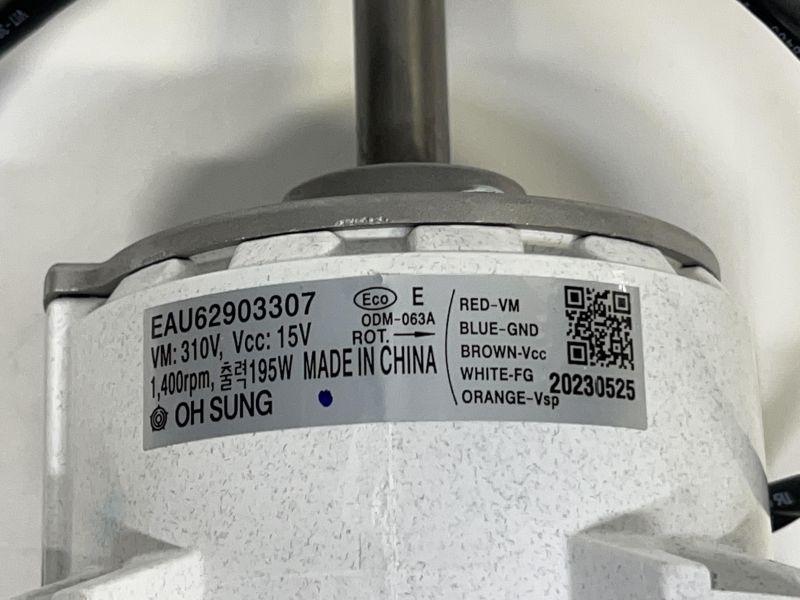 EAU62903307
VM: 310V, Vcc: 15V
1,400rpm, 출력195W
OH SUNG
Eco E
ODM-063A
ROT.
MADE IN CHINA
RED-VM
BLUE-GND
BROWN-Vcc
WHITE-FG
ORANGE-Vsp
20230525